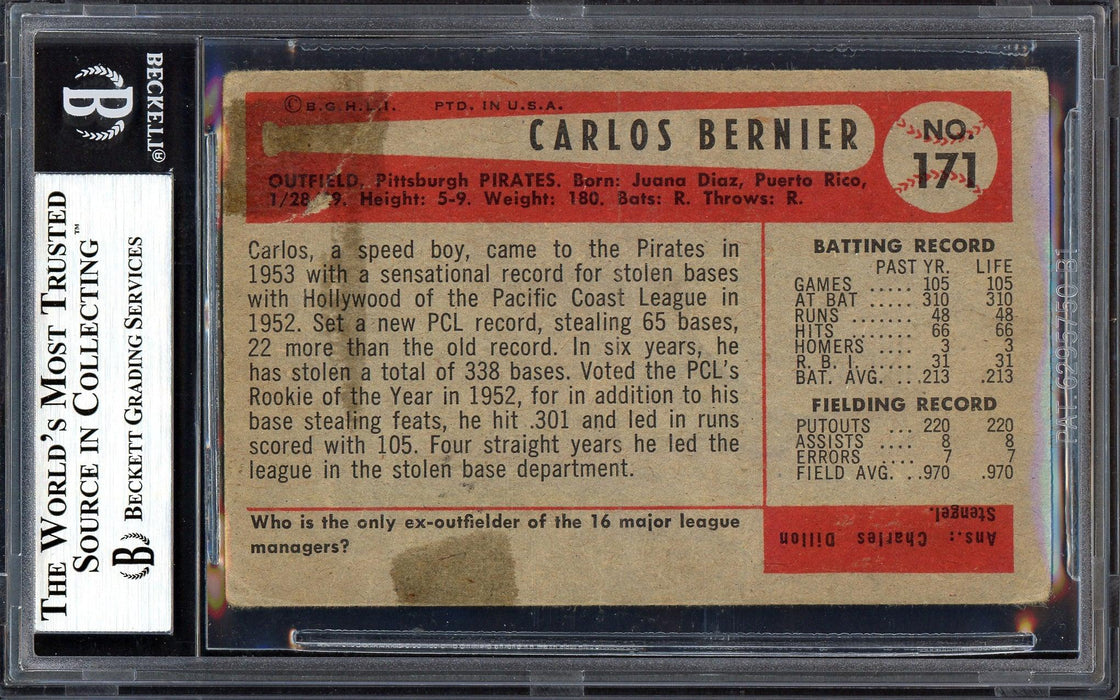 BECKETT®
B
THE WORLD'S MOST TRUSTED
SOURCE IN COLLECTING™
B BECKETT GRADING SERVICES
© B.G.H.L.I. PTD. IN U.S.A.
CARLOS BERNIER
NO.
171
OUTFIELD, Pittsburgh PIRATES. Born: Juana Diaz, Puerto Rico,
1/28/ 9. Height: 5-9. Weight: 180. Bats: R. Throws: R.
Carlos, a speed boy, came to the Pirates in
1953 with a sensational record for stolen bases
with Hollywood of the Pacific Coast League in
1952. Set a new PCL record, stealing 65 bases,
22 more than the old record. In six years, he
has stolen a total of 338 bases. Voted the PCL's
Rookie of the Year in 1952, for in addition to his
base stealing feats, he hit .301 and led in runs
scored with 105. Four straight years he led the
league in the stolen base department.
BATTING RECORD
PAST YR. LIFE
GAMES ..... 105 105
AT BAT ..... 310 310
RUNS ....... 48 48
HITS ....... 66 66
HOMERS .... 3 3
R. B. I. ..... 31 31
BAT. AVG. ...213 .213
FIELDING RECORD
PUTOUTS ... 220 220
ASSISTS .... 8 8
ERRORS .... 7 7
FIELD AVG. ..970 .970
Who is the only ex-outfielder of the 16 major league
managers?
Ans.: Charles Dillon
Stengel.
PAT. 6295750 B1